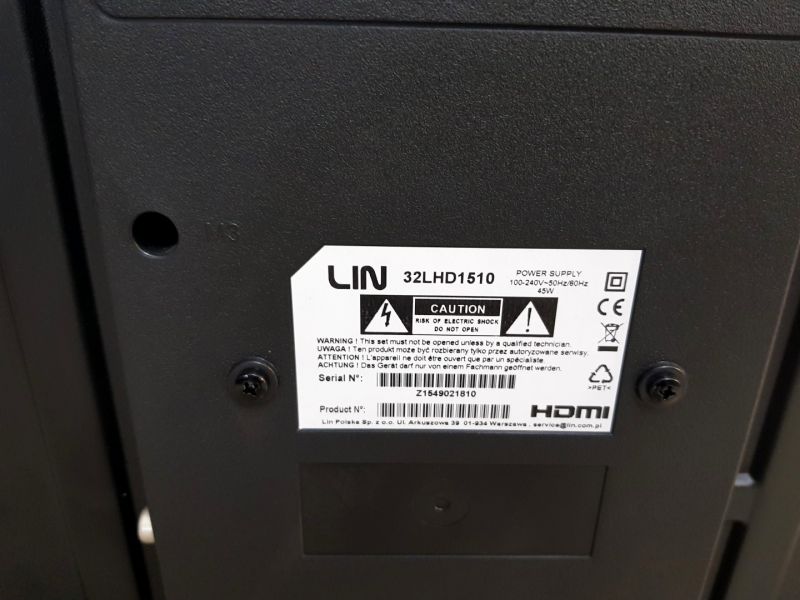 M8
LIN 32LHD1510
POWER SUPPLY
100-240V~50Hz/60Hz
45W
CAUTION
RISK OF ELECTRIC SHOCK
DO NOT OPEN
CE
WARNING ! This set must not be opened unless by a qualified technician.
UWAGA ! Ten produkt może być rozbierany tylko przez autoryzowane serwisy.
ATTENTION ! L'appareil ne doit être ouvert que par un spécialiste.
ACHTUNG ! Das Gerät darf nur von einem Fachmann geöffnet werden.
Serial N°:
Z1549021810
>PET<
Product N°:
HDMI
Lin Polska Sp. z o.o. Ul. Arkuszowa 39 01-934 Warszawa , service@lin.com.pl